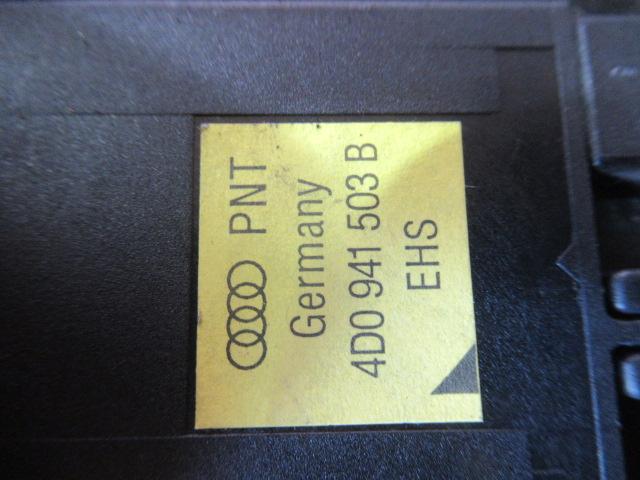 PNT
Germany
4D0 941 503 B
EHS